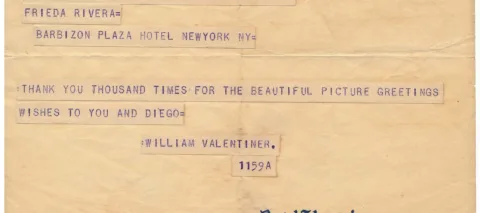 FRIEDA RIVERA=
BARBIZON PLAZA HOTEL NEWYORK NY=
:THANK YOU THOUSAND TIMES FOR THE BEAUTIFUL PICTURE GREETINGS
WISHES TO YOU AND DIEGO=
:WILLIAM VALENTINER.
1159A